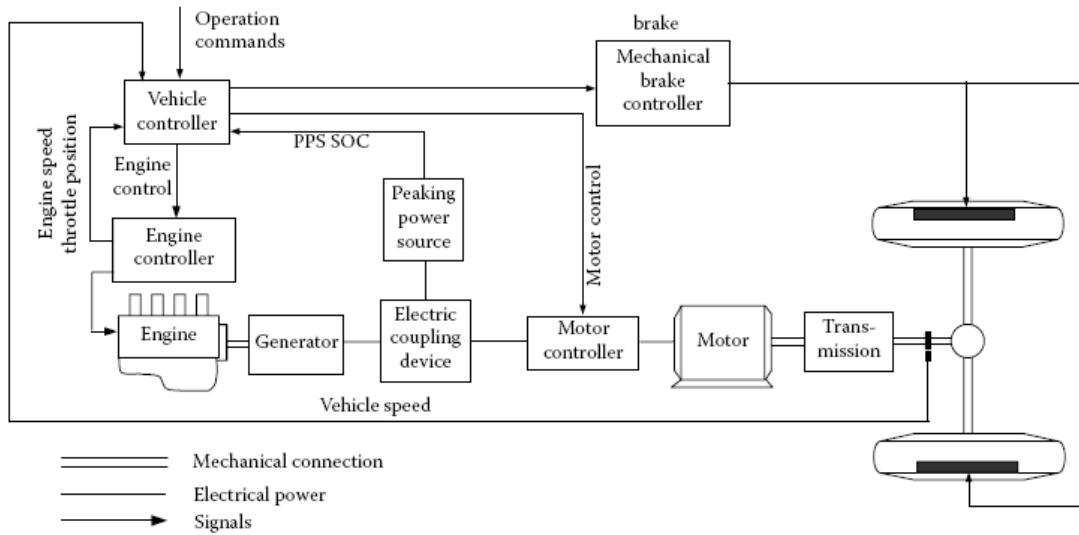 Operation
commands
brake
Mechanical
brake
controller
Vehicle
controller
PPS SOC
Engine speed
throttle position
Engine
control
Peaking
power
source
Motor control
Engine
controller
Engine
Generator
Electric
coupling
device
Motor
controller
Motor
Trans-
mission
Vehicle speed
Mechanical connection
Electrical power
Signals